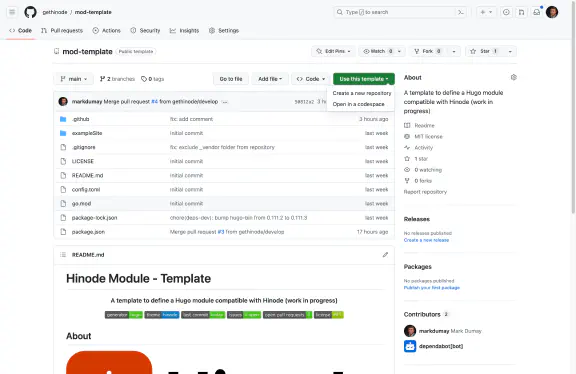 gethinode / mod-template
Type / to search
Code Pull requests Actions Security Insights Settings
mod-template Public template
Edit Pins Watch 0 Fork 0 Star 1
main 2 branches 0 tags Go to file Add file Code Use this template
Create a new repository
Open in a codespace
markdumay Merge pull request #4 from gethinode/develop ...
.github fix: add comment 3 hours ago
exampleSite Initial commit last week
.gitignore fix: exclude _vendor folder from repository last week
LICENSE Initial commit last week
README.md Initial commit last week
config.toml Initial commit last week
go.mod Initial commit last week
package-lock.json chore(deps-dev): bump hugo-bin from 0.111.2 to 0.111.3 last week
package.json Merge pull request #3 from gethinode/develop 17 hours ago
README.md
Hinode Module - Template
A template to define a Hugo module compatible with Hinode (work in progress)
generator hugo theme hinode last commit today issues 0 open open pull requests license MIT
About
About
A template to define a Hugo module
compatible with Hinode (work in
progress)
Readme
MIT license
Activity
1 star
0 watching
0 forks
Report repository
Releases
No releases published
Create a new release
Packages
No packages published
Publish your first package
Contributors 2
markdumay Mark Dumay
dependabot[bot]